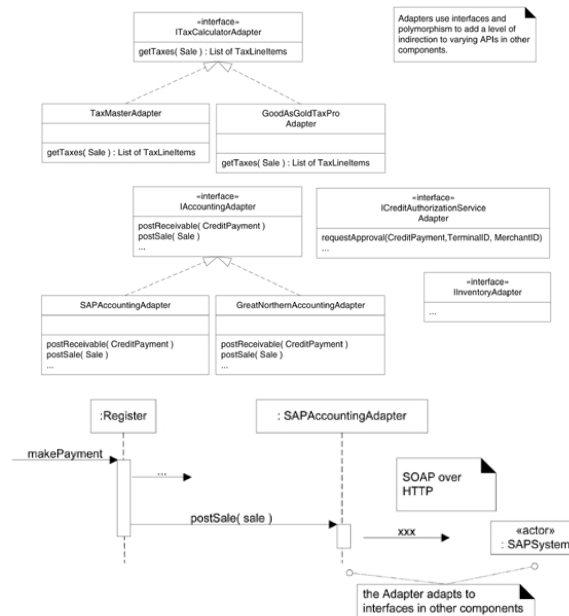 «interface»
ITaxCalculatorAdapter
getTaxes( Sale ) : List of TaxLineItems
Adapters use interfaces and
polymorphism to add a level of
indirection to varying APIs in other
components.
TaxMasterAdapter
getTaxes( Sale ) : List of TaxLineItems
GoodAsGoldTaxPro
Adapter
getTaxes( Sale ) : List of TaxLineItems
«interface»
IAccountingAdapter
postReceivable( CreditPayment )
postSale( Sale )
...
«interface»
ICreditAuthorizationService
Adapter
requestApproval(CreditPayment,TerminalID, MerchantID)
...
«interface»
IInventoryAdapter
...
SAPAccountingAdapter
postReceivable( CreditPayment )
postSale( Sale )
...
GreatNorthernAccountingAdapter
postReceivable( CreditPayment )
postSale( Sale )
...
:Register
: SAPAccountingAdapter
makePayment
...
SOAP over
HTTP
postSale( sale )
xxx
«actor»
: SAPSystem
the Adapter adapts to
interfaces in other components